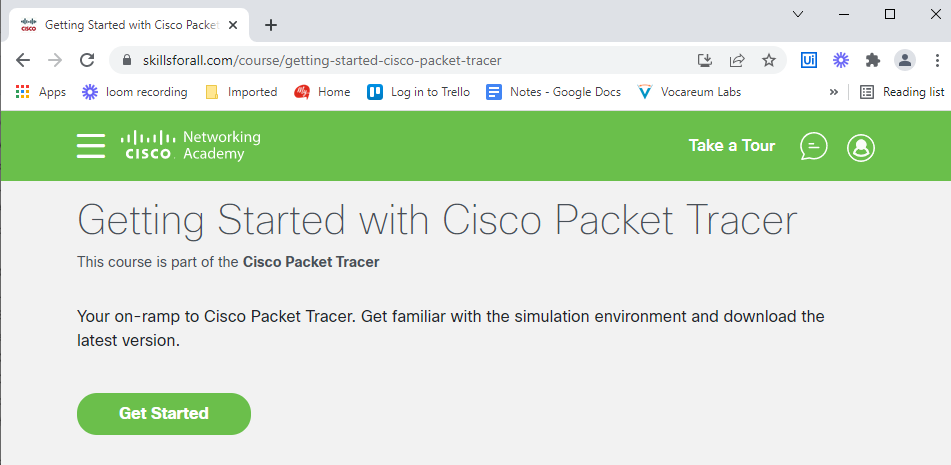 Getting Started with Cisco Packet
skillsforall.com/course/getting-started-cisco-packet-tracer
Ui
Apps loom recording Imported Home Log in to Trello Notes - Google Docs Vocareum Labs » Reading list
CISCO Networking Academy
Take a Tour
Getting Started with Cisco Packet Tracer
This course is part of the Cisco Packet Tracer
Your on-ramp to Cisco Packet Tracer. Get familiar with the simulation environment and download the
latest version.
Get Started